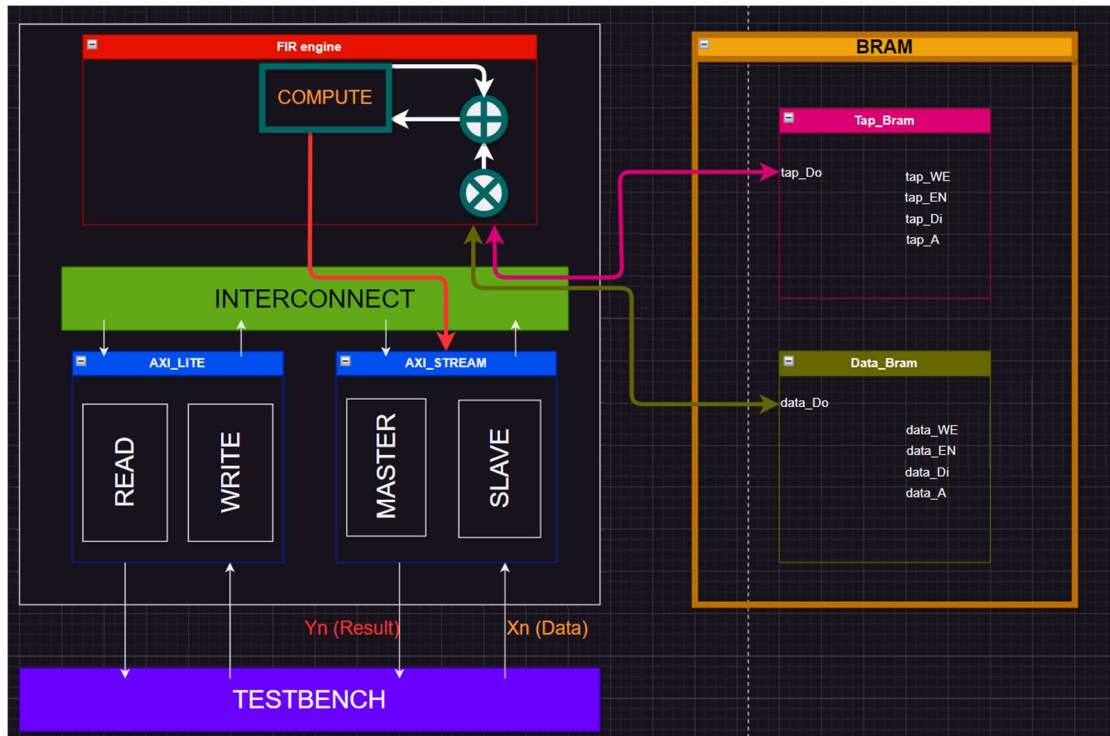 FIR engine
COMPUTE
INTERCONNECT
AXI_LITE
READ
WRITE
AXI_STREAM
MASTER
SLAVE
Yn (Result)
Xn (Data)
TESTBENCH
BRAM
Tap_Bram
tap_Do
tap_WE
tap_EN
tap_Di
tap_A
Data_Bram
data_Do
data_WE
data_EN
data_Di
data_A